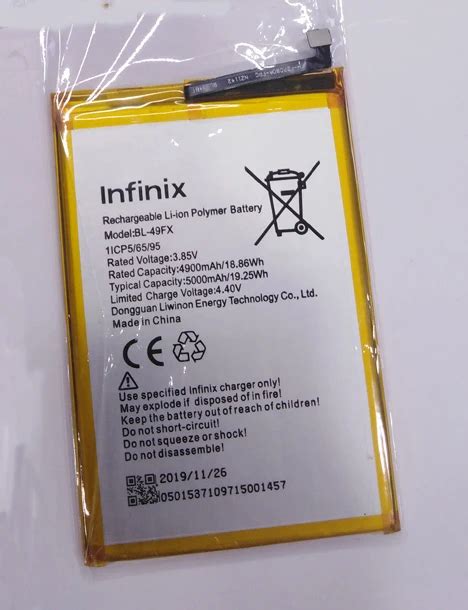 Infinix
Rechargeable Li-ion Polymer Battery
Model:BL-49FX
1ICP5/65/95
Rated Voltage:3.85V
Rated Capacity:4900mAh/18.86Wh
Typical Capacity:5000mAh/19.25Wh
Limited Charge Voltage:4.40V
Dongguan Liwinon Energy Technology Co., Ltd.
Made in China
CE
Use specified Infinix charger only!
May explode if disposed of in fire!
Keep the battery out of reach of children!
Do not short-circuit!
Do not squeeze or shock!
Do not disassemble!
2019/11/26
0501537109715001457